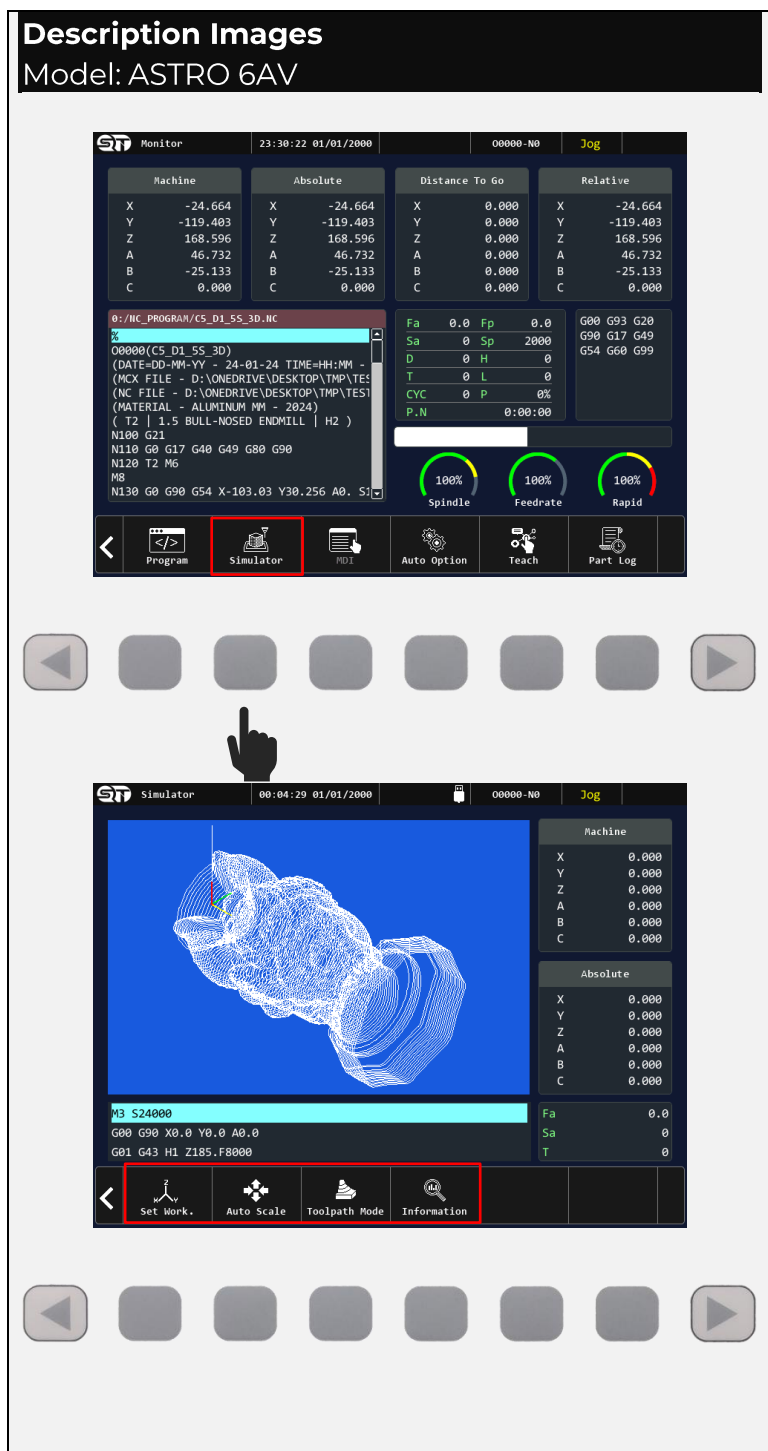 Description Images
Model: ASTRO 6AV
Monitor 23:30:22 01/01/2000 O0000-N0 Jog
Machine Absolute Distance To Go Relative
X -24.664 X -24.664 X 0.000 X -24.664
Y -119.403 Y -119.403 Y 0.000 Y -119.403
Z 168.596 Z 168.596 Z 0.000 Z 168.596
A 46.732 A 46.732 A 0.000 A 46.732
B -25.133 B -25.133 B 0.000 B -25.133
C 0.000 C 0.000 C 0.000 C 0.000
0:/NC_PROGRAM/C5_D1_5S_3D.NC
%
O0000(C5_D1_5S_3D)
(DATE=DD-MM-YY - 24-01-24 TIME=HH:MM -
(MCX FILE - D:\ONEDRIVE\DESKTOP\TMP\TES
(NC FILE - D:\ONEDRIVE\DESKTOP\TMP\TEST
(MATERIAL - ALUMINUM MM - 2024)
( T2 | 1.5 BULL-NOSED ENDMILL | H2 )
N100 G21
N110 G0 G17 G40 G49 G80 G90
N120 T2 M6
M8
N130 G0 G90 G54 X-103.03 Y30.256 A0. S1
Fa 0.0 Fp 0.0
Sa 0 Sp 2000
D 0 H 0
T 0 L 0
CYC 0 P 0%
P.N 0:00:00
G00 G93 G20
G90 G17 G49
G54 G60 G99
100% 100% 100%
Spindle Feedrate Rapid
</>
Program Simulator MDI Auto Option Teach Part Log
Simulator 00:04:29 01/01/2000 O0000-N0 Jog
Machine
X 0.000
Y 0.000
Z 0.000
A 0.000
B 0.000
C 0.000
Absolute
X 0.000
Y 0.000
Z 0.000
A 0.000
B 0.000
C 0.000
M3 S24000
G00 G90 X0.0 Y0.0 A0.0
G01 G43 H1 Z185.F8000
Fa 0.0
Sa 0
T 0
Z
X Y
Set Work. Auto Scale Toolpath Mode Information